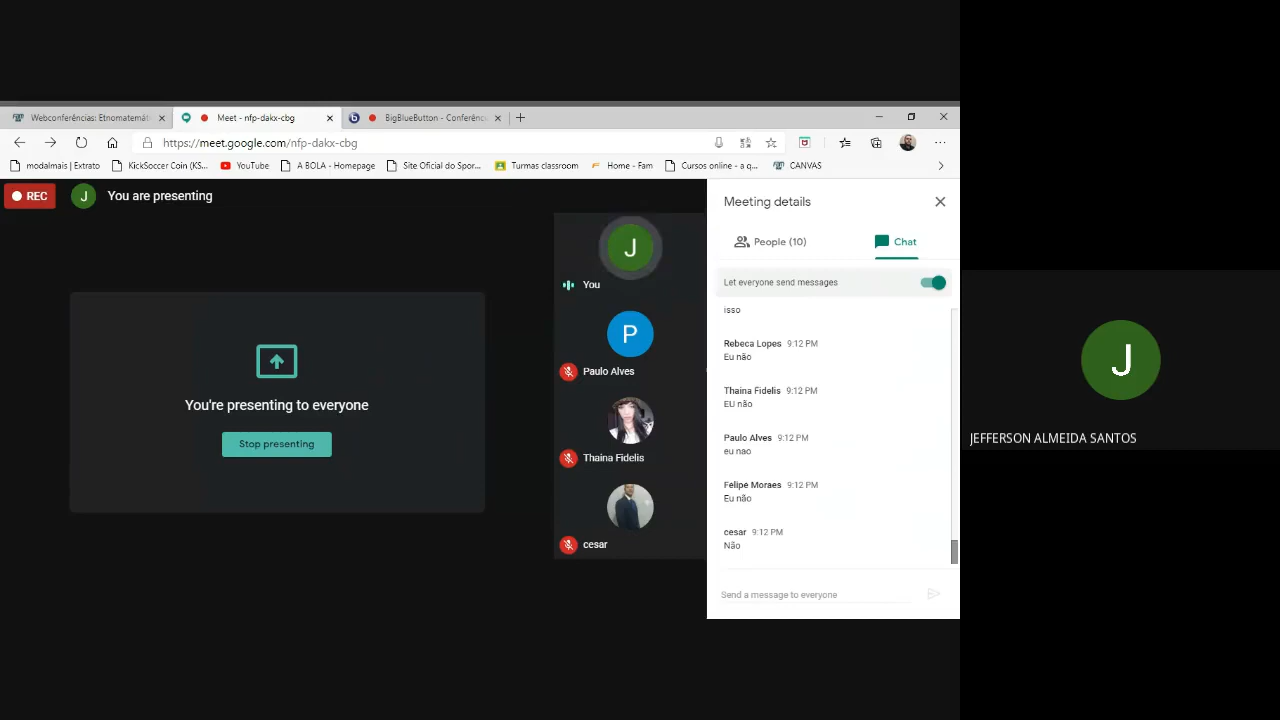 Webconferências: Etnomatemáti
Meet - nfp-dakx-cbg
BigBlueButton - Conferênc
https://meet.google.com/nfp-dakx-cbg
modalmais | Extrato
KickSoccer Coin (KS...
YouTube
A BOLA - Homepage
Site Oficial do Spor...
Turmas classroom
Home - Fam
Cursos online - a q...
CANVAS
REC
J
You are presenting
You're presenting to everyone
Stop presenting
J
You
P
Paulo Alves
Thaina Fidelis
cesar
Meeting details
People (10)
Chat
Let everyone send messages
isso
Rebeca Lopes 9:12 PM
Eu não
Thaina Fidelis 9:12 PM
EU não
Paulo Alves 9:12 PM
eu nao
Felipe Moraes 9:12 PM
Eu não
cesar 9:12 PM
Não
Send a message to everyone
J
JEFFERSON ALMEIDA SANTOS